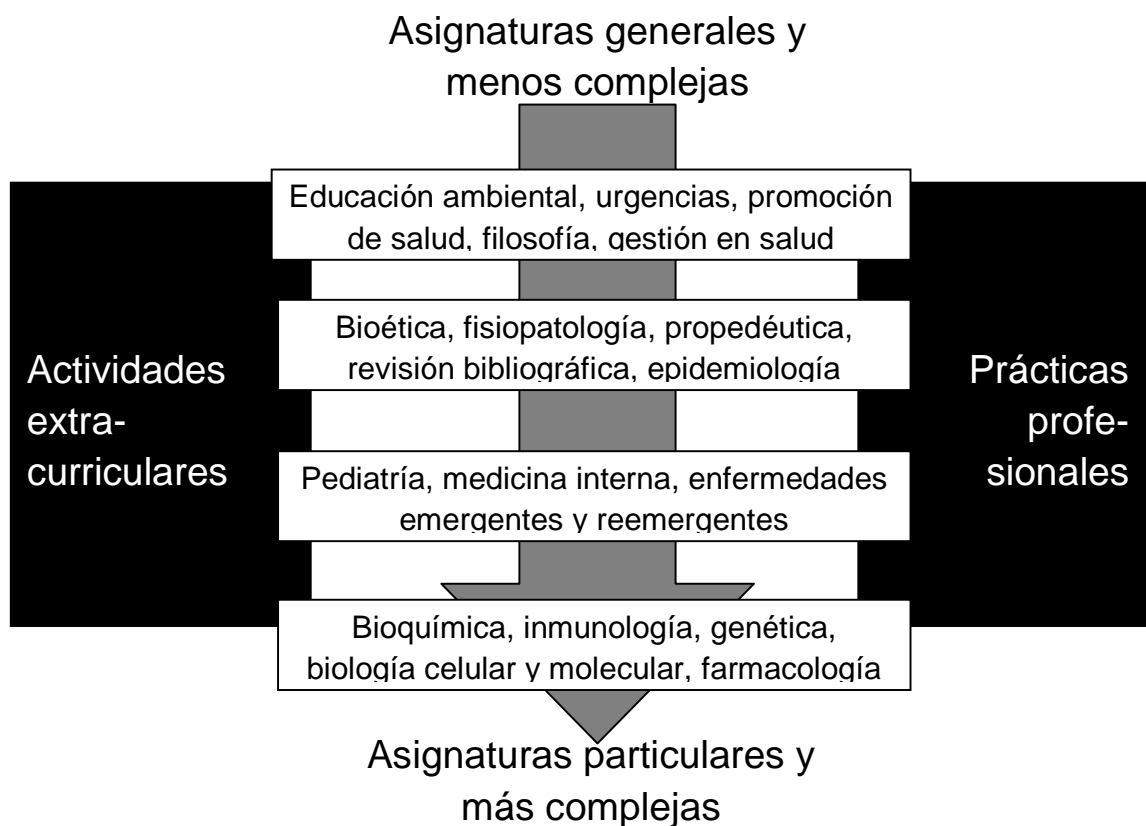 Asignaturas generales y
menos complejas
Educación ambiental, urgencias, promoción
de salud, filosofía, gestión en salud
Bioética, fisiopatología, propedéutica,
revisión bibliográfica, epidemiología
Actividades
extra-
curriculares
Prácticas
profe-
sionales
Pediatría, medicina interna, enfermedades
emergentes y reemergentes
Bioquímica, inmunología, genética,
biología celular y molecular, farmacología
Asignaturas particulares y
más complejas